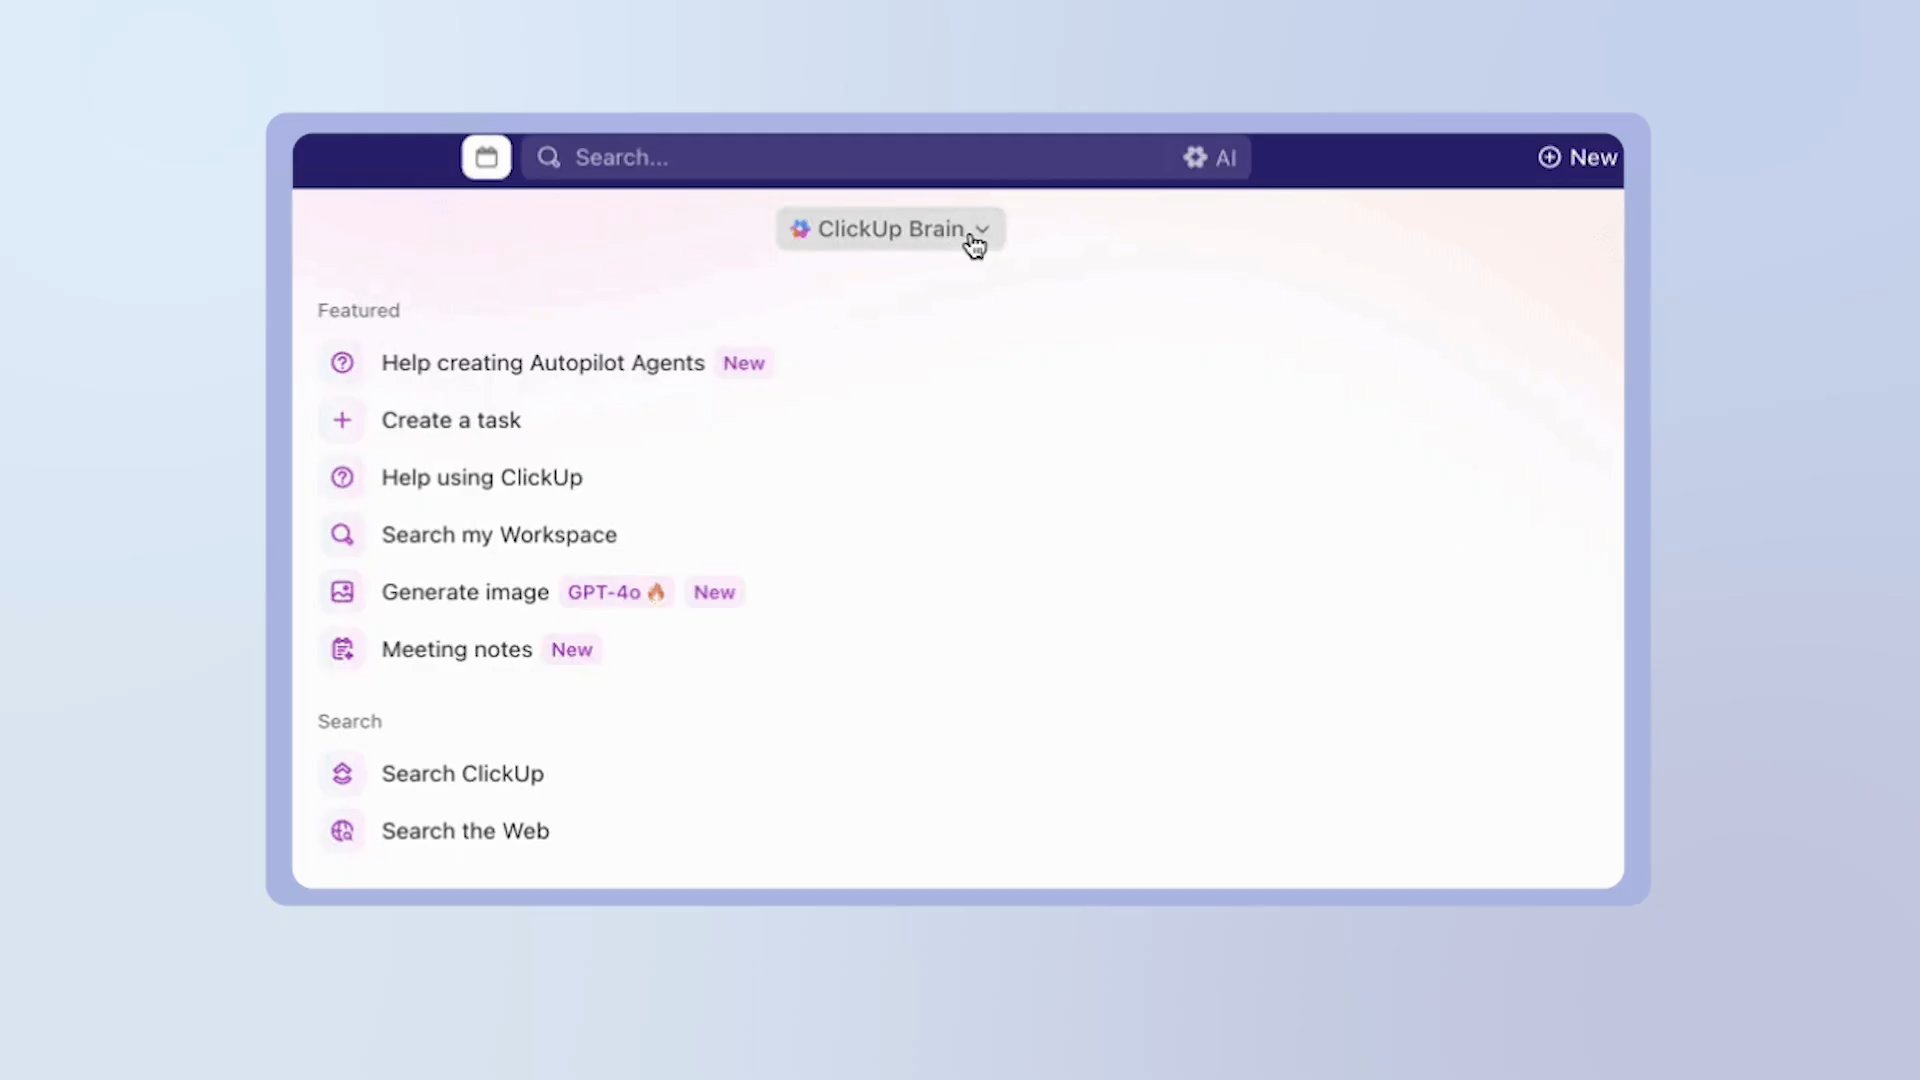 Search... AI New
ClickUp Brain
Featured
Help creating Autopilot Agents New
Create a task
Help using ClickUp
Search my Workspace
Generate image GPT-4o🔥 New
Meeting notes New
Search
Search ClickUp
Search the Web